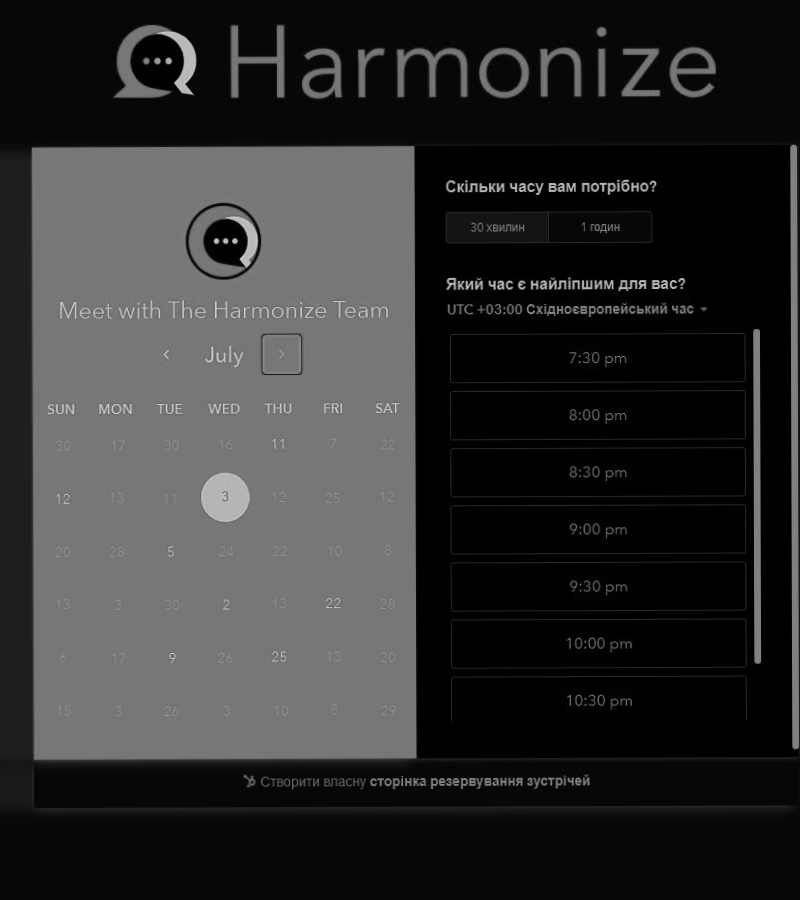 Harmonize
Meet with The Harmonize Team
July
SUN MON TUE WED THU FRI SAT
30 17 30 16 11 7 22
12 13 11 3 12 25 12
20 26 5 24 22 10 8
13 3 30 2 13 22 28
6 17 9 26 25 13 20
15 3 26 3 10 8 29
Скільки часу вам потрібно?
30 хвилин 1 годин
Який час є найліпшим для вас?
UTC +03:00 Східноєвропейський час
7:30 pm
8:00 pm
8:30 pm
9:00 pm
9:30 pm
10:00 pm
10:30 pm
Створити власну сторінка резервування зустрічей